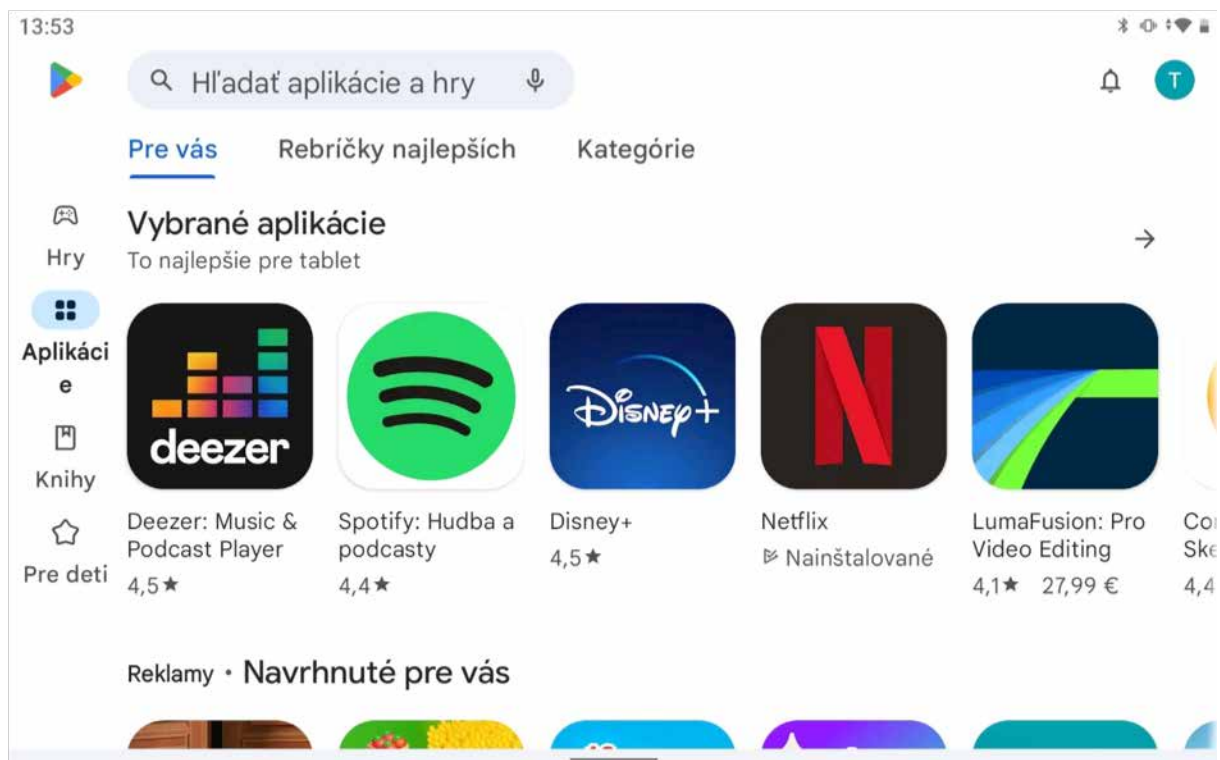 13:53
Hľadať aplikácie a hry
T
Pre vás
Rebríčky najlepších
Kategórie
Hry
Aplikáci
e
Knihy
Pre deti
Vybrané aplikácie
To najlepšie pre tablet
deezer
Disney+
N
Deezer: Music &
Podcast Player
4,5★
Spotify: Hudba a
podcasty
4,4★
Disney+
4,5★
Netflix
Nainštalované
LumaFusion: Pro
Video Editing
4,1★ 27,99 €
4,4
Reklamy • Navrhnuté pre vás